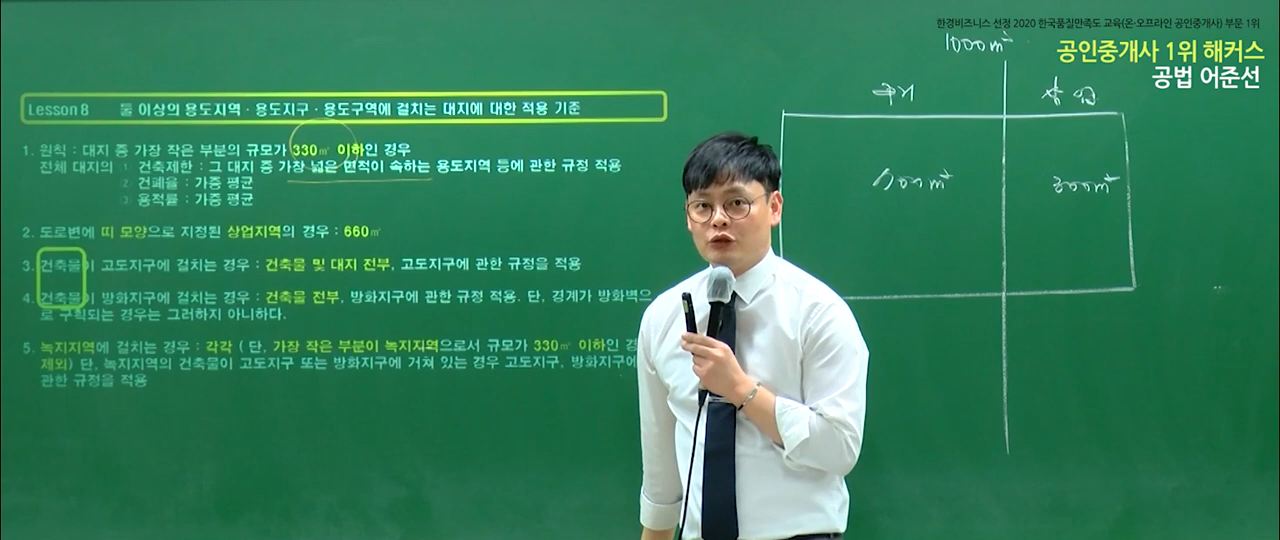 한경비즈니스 선정 2020 한국품질만족도 교육(온·오프라인 공인중개사) 부문 1위
공인중개사 1위 해커스
공법 어준선
Lesson 8 둘 이상의 용도지역 · 용도지구 · 용도구역에 걸치는 대지에 대한 적용 기준
1. 원칙 : 대지 중 가장 작은 부분의 규모가 330㎡ 이하인 경우
전체 대지의 ① 건축제한 : 그 대지 중 가장 넓은 면적이 속하는 용도지역 등에 관한 규정 적용
② 건폐율 : 가중 평균
③ 용적률 : 가중 평균
2. 도로변에 띠 모양으로 지정된 상업지역의 경우 : 660㎡
3. 건축물이 고도지구에 걸치는 경우 : 건축물 및 대지 전부, 고도지구에 관한 규정을 적용
4. 건축물이 방화지구에 걸치는 경우 : 건축물 전부, 방화지구에 관한 규정 적용. 단, 경계가 방화벽으
로 구획되는 경우는 그러하지 아니하다.
5. 녹지지역에 걸치는 경우 : 각각 ( 단, 가장 작은 부분이 녹지지역으로서 규모가 330㎡ 이하인 경
제외) 단, 녹지지역의 건축물이 고도지구 또는 방화지구에 거쳐 있는 경우 고도지구, 방화지구에
관한 규정을 적용
1000㎡
주거
상업
700㎡
300㎡